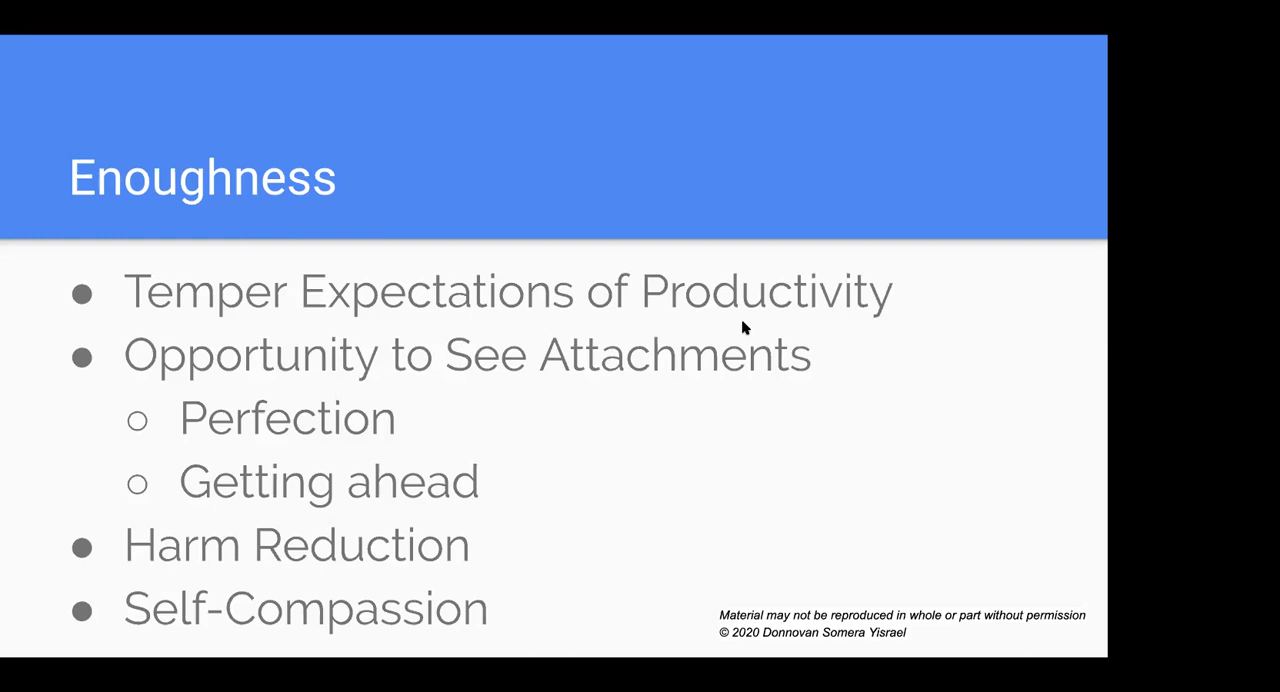 Enoughness
● Temper Expectations of Productivity
● Opportunity to See Attachments
○ Perfection
○ Getting ahead
● Harm Reduction
● Self-Compassion
Material may not be reproduced in whole or part without permission
© 2020 Donnovan Somera Yisrael